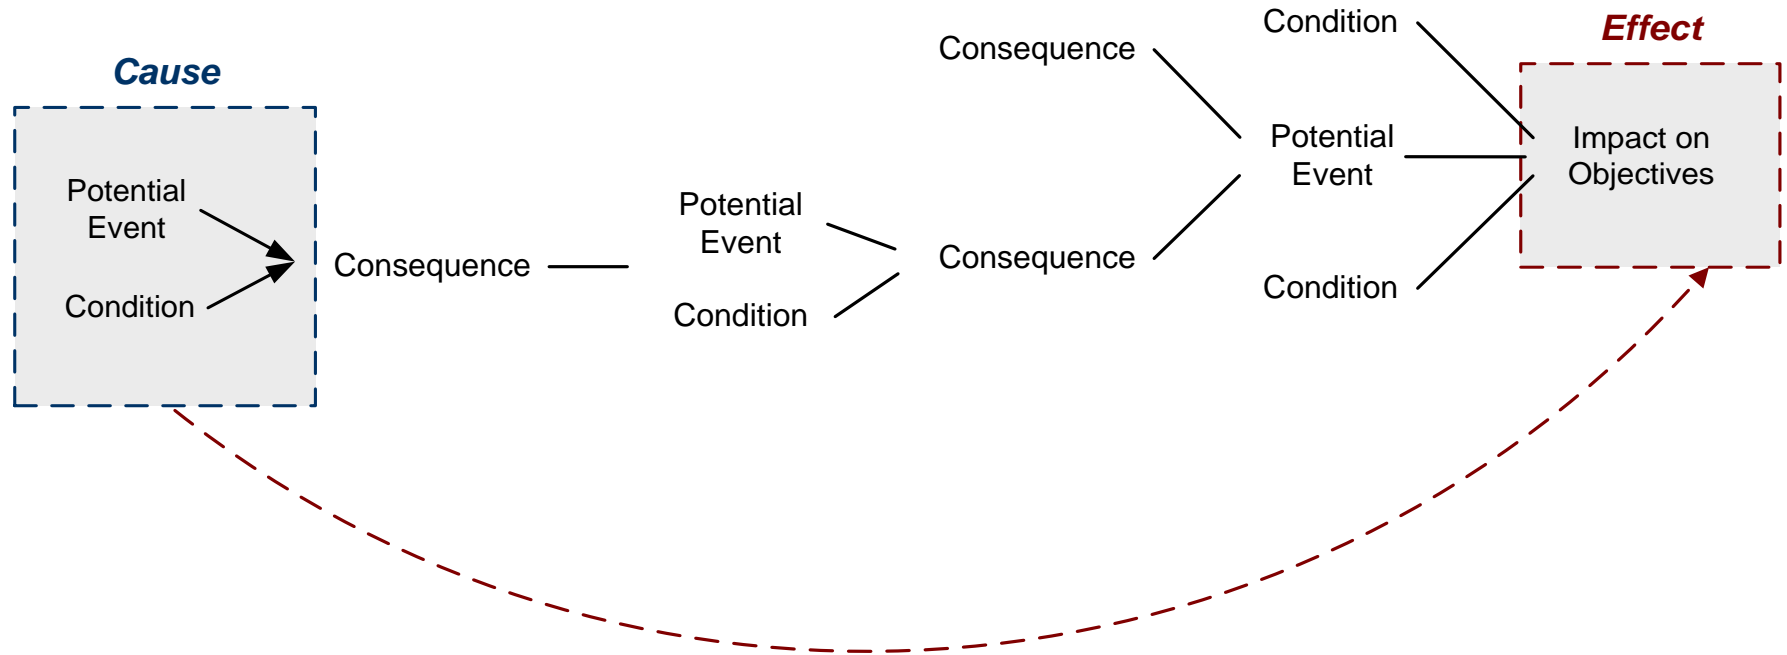 Cause
Potential
Event
Condition
Consequence
Potential
Event
Condition
Consequence
Consequence
Condition
Potential
Event
Condition
Effect
Impact on
Objectives